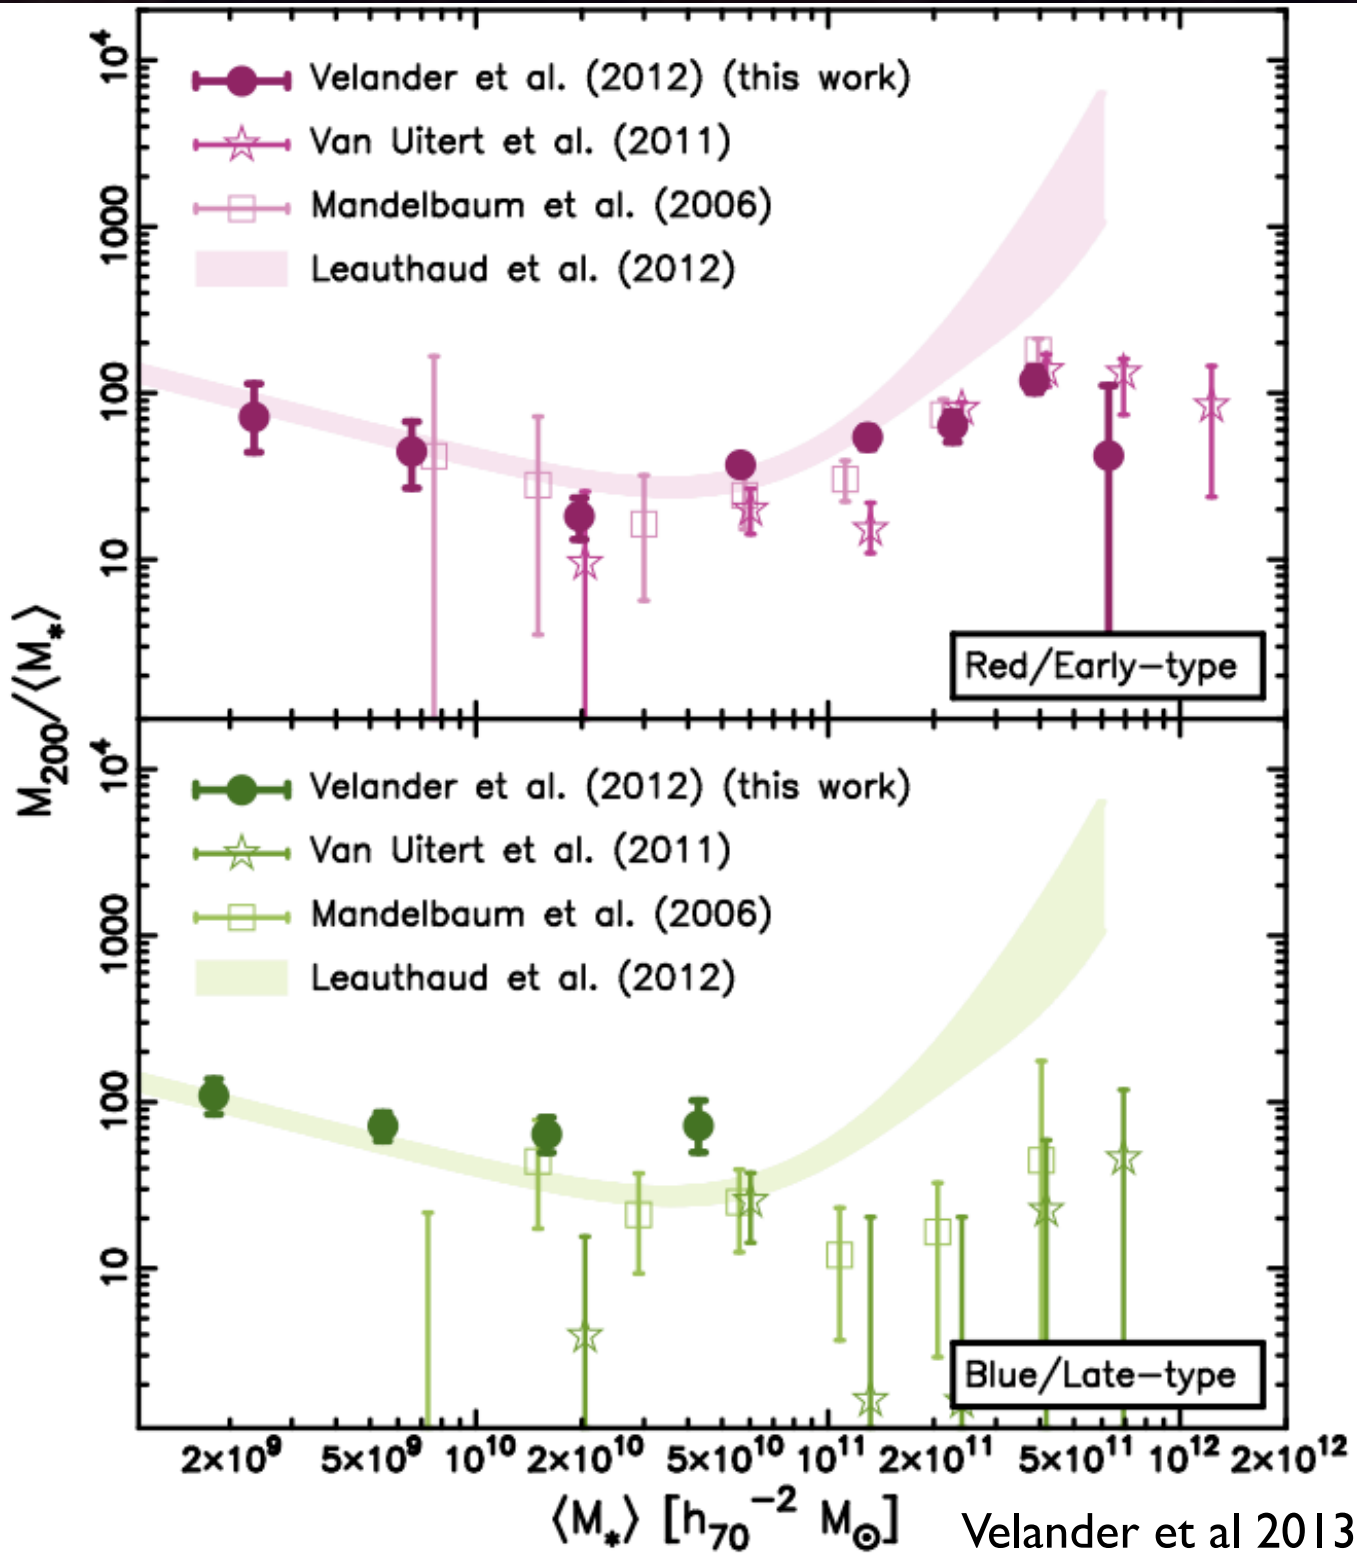 10⁴
1000
100
10
Velander et al. (2012) (this work)
Van Uitert et al. (2011)
Mandelbaum et al. (2006)
Leauthaud et al. (2012)
Red/Early-type
M₂₀₀/⟨M*⟩
10⁴
1000
100
10
Velander et al. (2012) (this work)
Van Uitert et al. (2011)
Mandelbaum et al. (2006)
Leauthaud et al. (2012)
Blue/Late-type
2×10⁹ 5×10⁹ 10¹⁰ 2×10¹⁰ 5×10¹⁰ 10¹¹ 2×10¹¹ 5×10¹¹ 10¹² 2×10¹²
⟨M*⟩ [h₇₀⁻² M☉]
Velander et al 2013